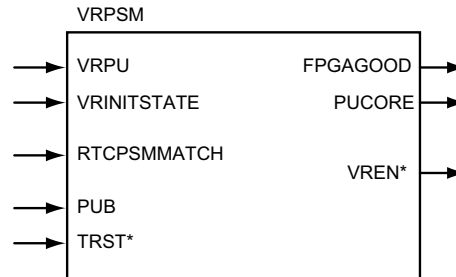 VRPSM
VRPU
FPGAGOOD
VRINITSTATE
PUCORE
RTCPSMMATCH
VREN*
PUB
TRST*